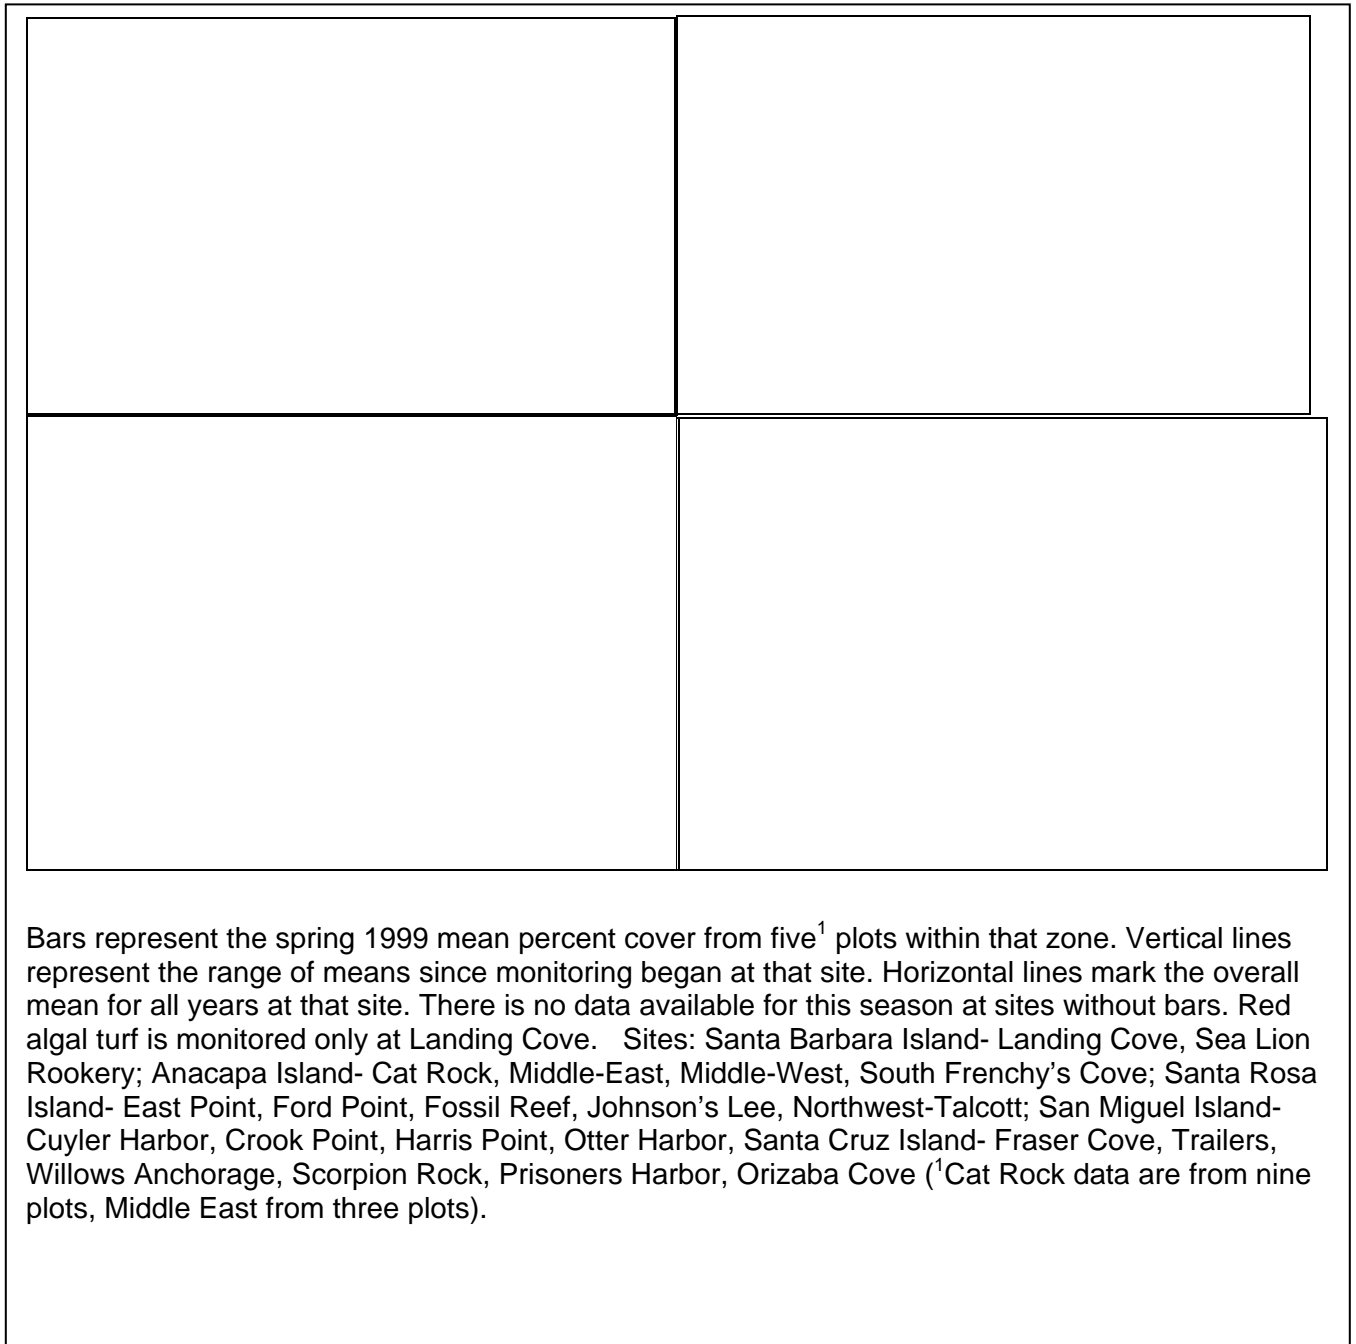 Bars represent the spring 1999 mean percent cover from five¹ plots within that zone. Vertical lines
represent the range of means since monitoring began at that site. Horizontal lines mark the overall
mean for all years at that site. There is no data available for this season at sites without bars. Red
algal turf is monitored only at Landing Cove.   Sites: Santa Barbara Island- Landing Cove, Sea Lion
Rookery; Anacapa Island- Cat Rock, Middle-East, Middle-West, South Frenchy’s Cove; Santa Rosa
Island- East Point, Ford Point, Fossil Reef, Johnson’s Lee, Northwest-Talcott; San Miguel Island-
Cuyler Harbor, Crook Point, Harris Point, Otter Harbor, Santa Cruz Island- Fraser Cove, Trailers,
Willows Anchorage, Scorpion Rock, Prisoners Harbor, Orizaba Cove (¹Cat Rock data are from nine
plots, Middle East from three plots).